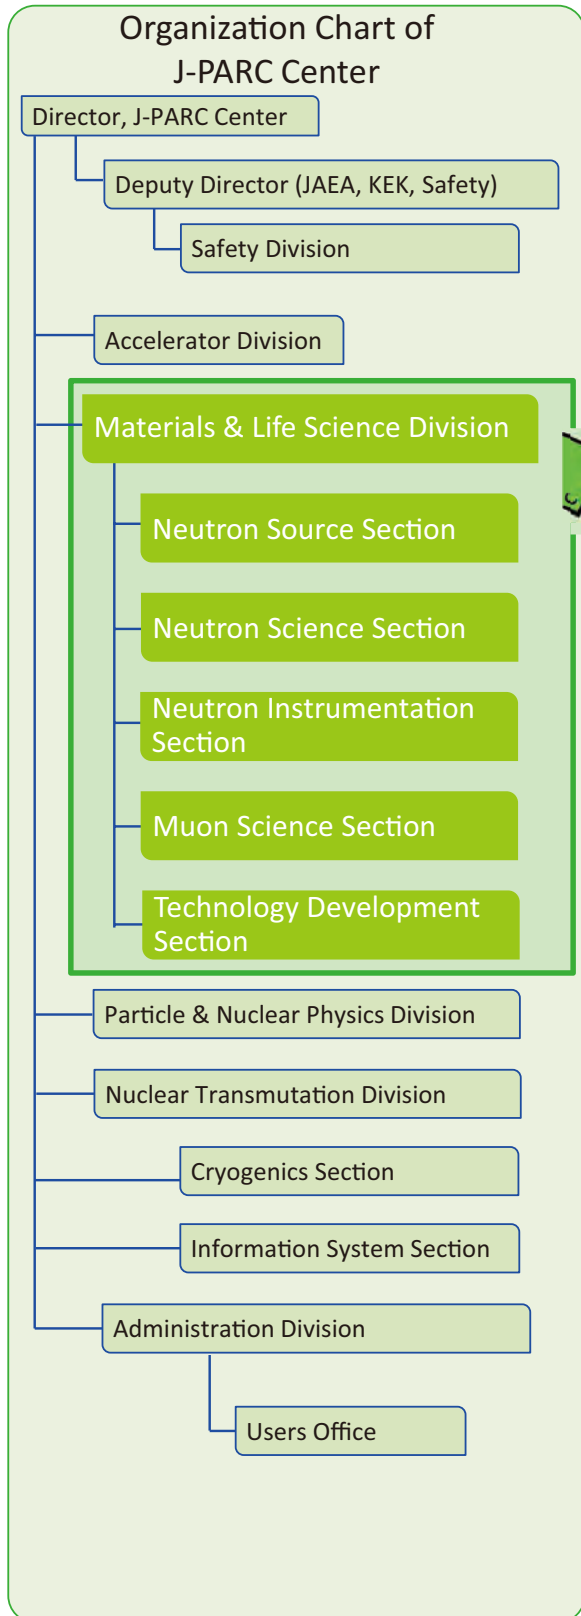 Organization Chart of
J-PARC Center
Director, J-PARC Center
Deputy Director (JAEA, KEK, Safety)
Safety Division
Accelerator Division
Materials & Life Science Division
Neutron Source Section
Neutron Science Section
Neutron Instrumentation
Section
Muon Science Section
Technology Development
Section
Particle & Nuclear Physics Division
Nuclear Transmutation Division
Cryogenics Section
Information System Section
Administration Division
Users Office